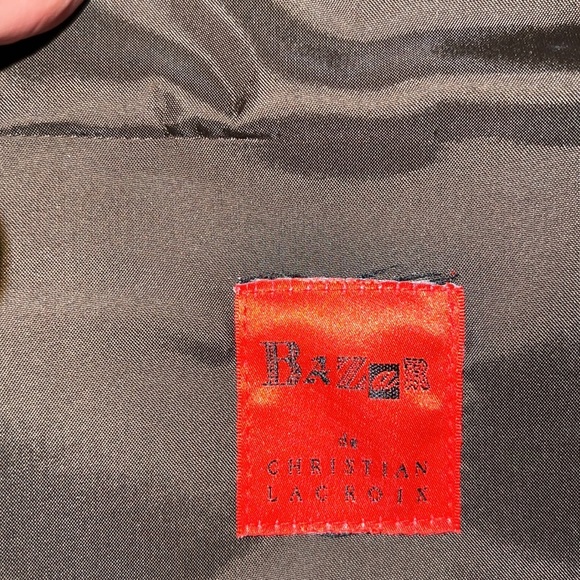 BAZaR
de
CHRISTIAN
LACROIX